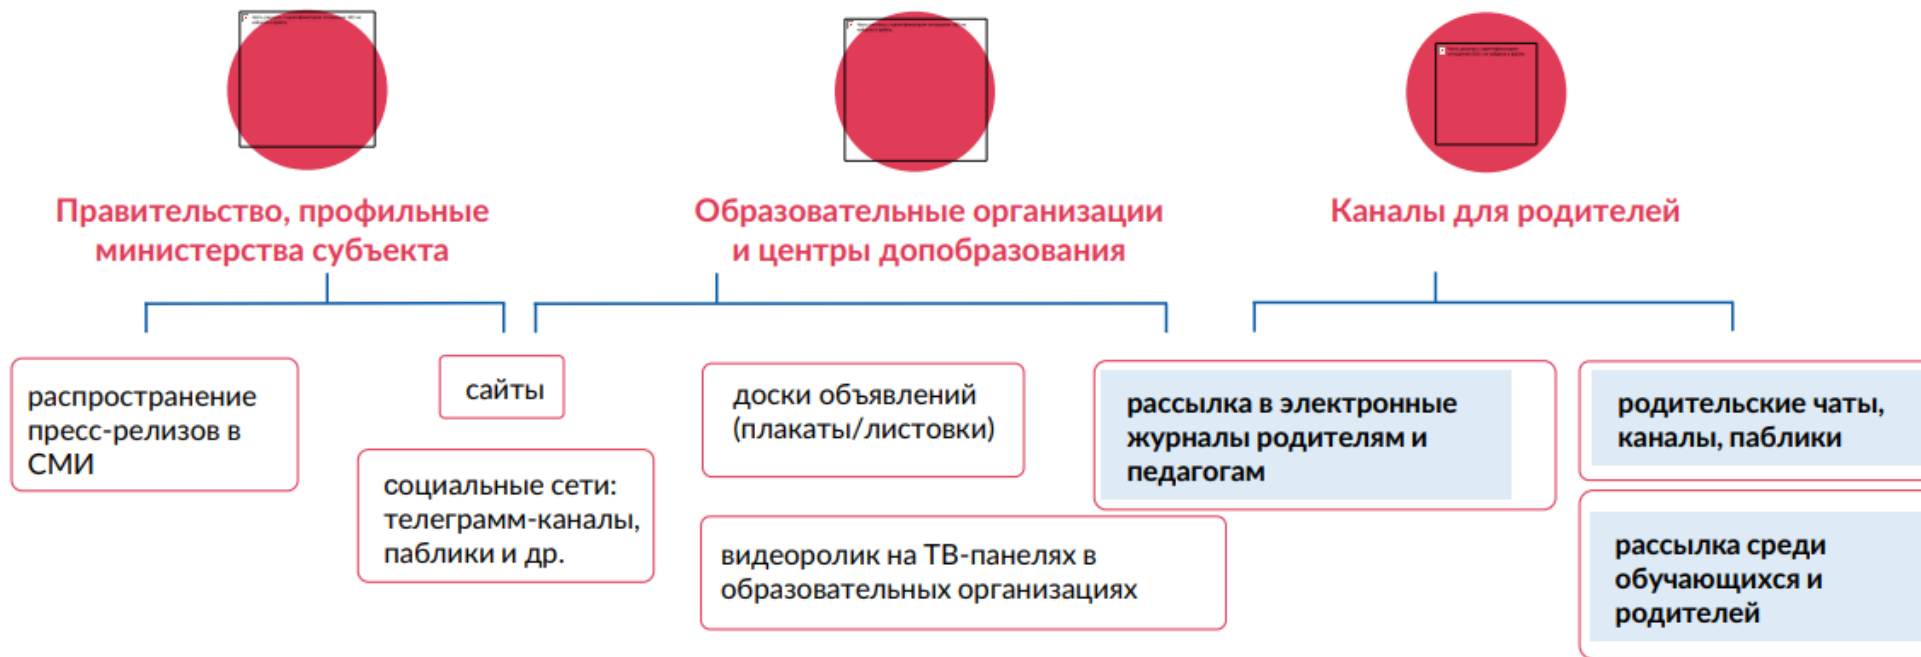 Правительство, профильные
министерства субъекта
Образовательные организации
и центры допобразования
Каналы для родителей
распространение
пресс-релизов в
СМИ
сайты
социальные сети:
телеграмм-каналы,
паблики и др.
доски объявлений
(плакаты/листовки)
видеоролик на ТВ-панелях в
образовательных организациях
рассылка в электронные
журналы родителям и
педагогам
родительские чаты,
каналы, паблики
рассылка среди
обучающихся и
родителей